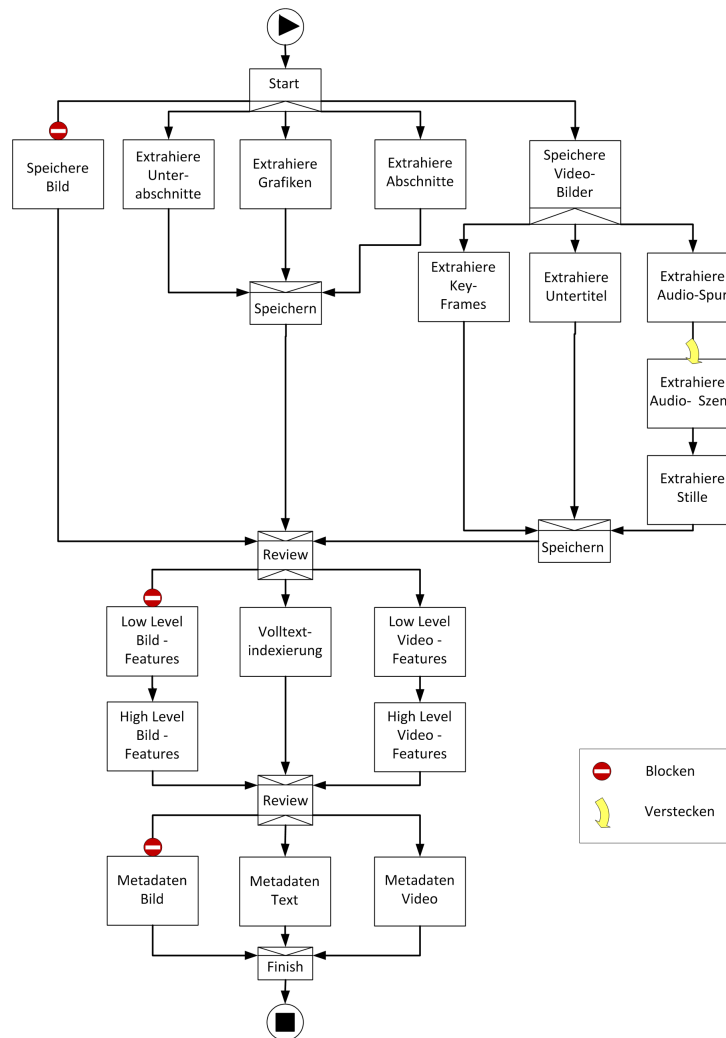 Start
Speichere
Bild
Extrahiere
Unter-
abschnitte
Extrahiere
Grafiken
Extrahiere
Abschnitte
Speichere
Video-
Bilder
Speichern
Extrahiere
Key-
Frames
Extrahiere
Untertitel
Extrahiere
Audio-Spur
Extrahiere
Audio- Szen
Extrahiere
Stille
Speichern
Review
Low Level
Bild -
Features
Volltext-
indexierung
Low Level
Video -
Features
High Level
Bild -
Features
High Level
Video -
Features
Review
Blocken
Verstecken
Metadaten
Bild
Metadaten
Text
Metadaten
Video
Finish